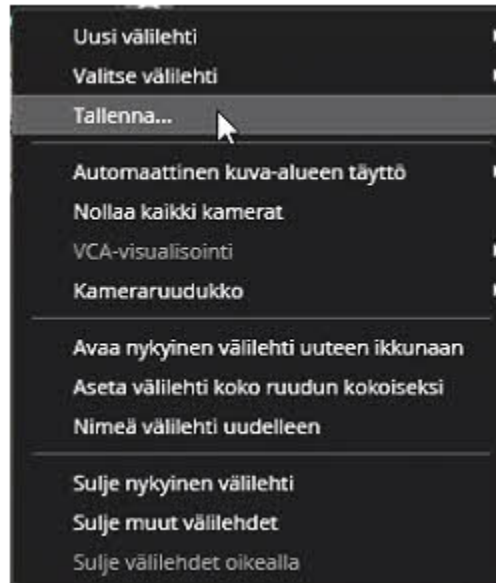 Uusi välilehti
Valitse välilehti
Tallenna...
Automaattinen kuva-alueen täyttö
Nollaa kaikki kamerat
VCA-visualisointi
Kameraruudukko
Avaa nykyinen välilehti uuteen ikkunaan
Aseta välilehti koko ruudun kokoiseksi
Nimeä välilehti uudelleen
Sulje nykyinen välilehti
Sulje muut välilehdet
Sulje välilehdet oikealla